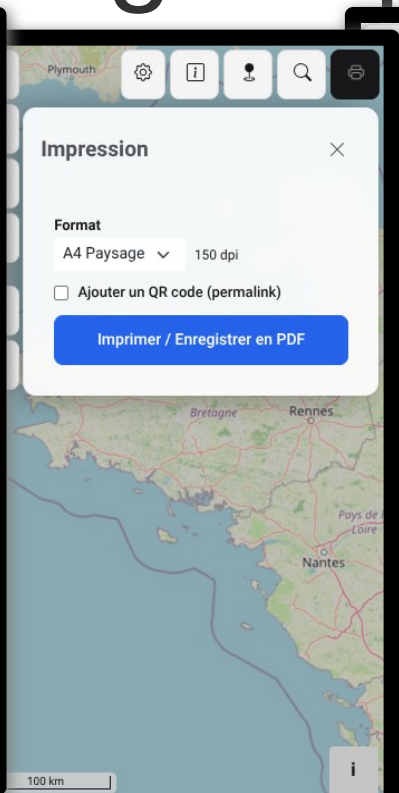 Plymouth
i
Impression
Format
A4 Paysage
150 dpi
Ajouter un QR code (permalink)
Imprimer / Enregistrer en PDF
Bretagne
Rennes
Pays de l
Loire
Nantes
100 km
i